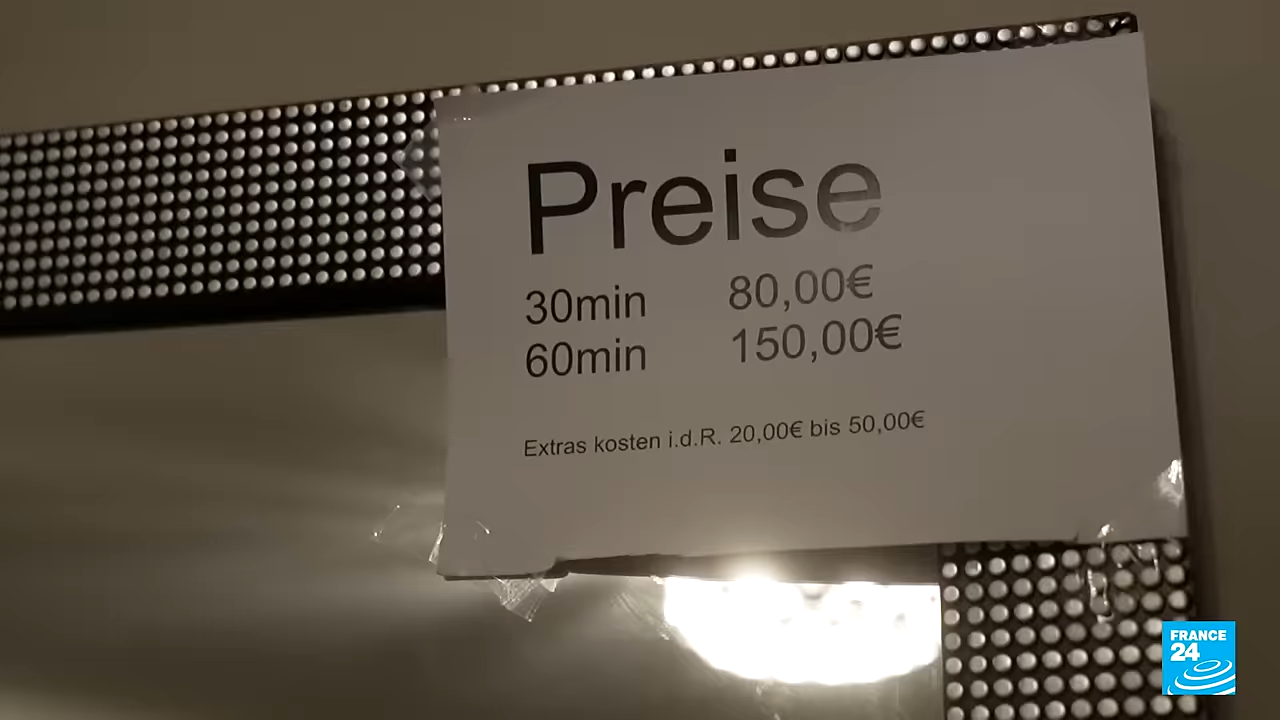 Preise
30min 80,00€
60min 150,00€
Extras kosten i.d.R. 20,00€ bis 50,00€
FRANCE
24